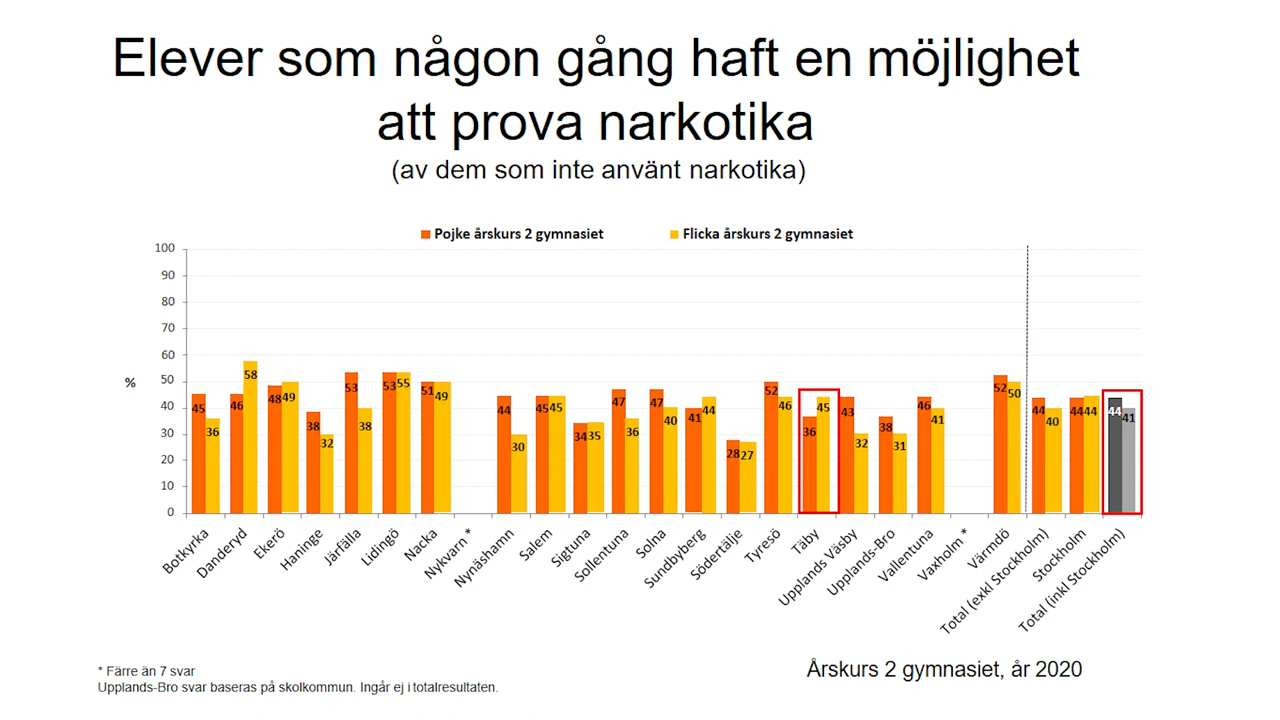 Elever som någon gång haft en möjlighet
att prova narkotika
(av dem som inte använt narkotika)
Pojke årskurs 2 gymnasiet Flicka årskurs 2 gymnasiet
100
90
80
70
60
50
40
30
20
10
0
%
45 36
46 58
48 49
38 32
53 38
53 55
51 49
44 30
45 45
34 35
47 36
47 40
41 44
28 27
52 46
36 45
43 32
38 31
46 41
52 50
44 40
44 44
44 41
Botkyrka
Danderyd
Ekerö
Haninge
Järfälla
Lidingö
Nacka
Nykvarn *
Nynäshamn
Salem
Sigtuna
Sollentuna
Solna
Sundbyberg
Södertälje
Tyresö
Täby
Upplands Väsby
Upplands-Bro
Vallentuna
Vaxholm *
Värmdö
Total (exkl Stockholm)
Stockholm
Total (inkl Stockholm)
* Färre än 7 svar
Upplands-Bro svar baseras på skolkommun. Ingår ej i totalresultaten.
Årskurs 2 gymnasiet, år 2020